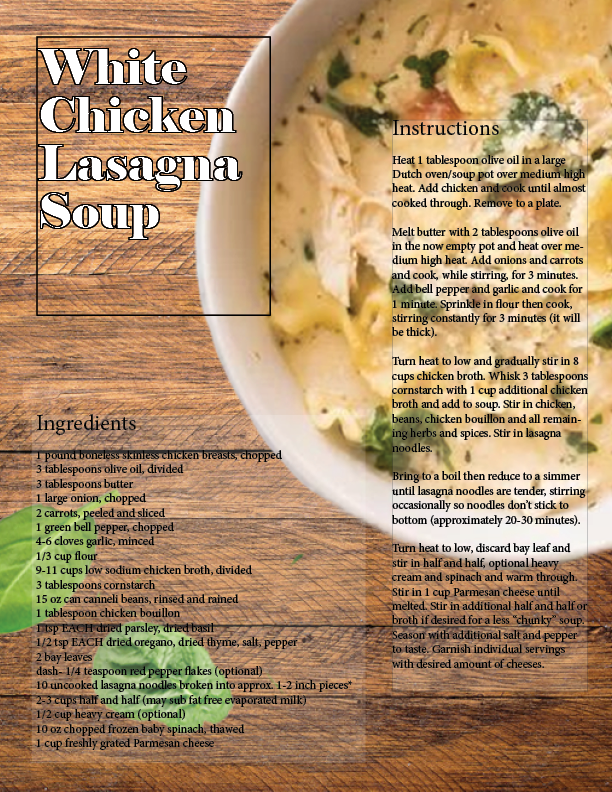 White
Chicken
Lasagna
Soup
Ingredients
1 pound boneless skinless chicken breasts, chopped
3 tablespoons olive oil, divided
3 tablespoons butter
1 large onion, chopped
2 carrots, peeled and sliced
1 green bell pepper, chopped
4-6 cloves garlic, minced
1/3 cup flour
9-11 cups low sodium chicken broth, divided
3 tablespoons cornstarch
15 oz can canneli beans, rinsed and rained
1 tablespoon chicken bouillon
1 tsp EACH dried parsley, dried basil
1/2 tsp EACH dried oregano, dried thyme, salt, pepper
2 bay leaves
dash- 1/4 teaspoon red pepper flakes (optional)
10 uncooked lasagna noodles broken into approx. 1-2 inch pieces*
2-3 cups half and half (may sub fat free evaporated milk)
1/2 cup heavy cream (optional)
10 oz chopped frozen baby spinach, thawed
1 cup freshly grated Parmesan cheese
Instructions
Heat 1 tablespoon olive oil in a large
Dutch oven/soup pot over medium high
heat. Add chicken and cook until almost
cooked through. Remove to a plate.
Melt butter with 2 tablespoons olive oil
in the now empty pot and heat over me-
dium high heat. Add onions and carrots
and cook, while stirring, for 3 minutes.
Add bell pepper and garlic and cook for
1 minute. Sprinkle in flour then cook,
stirring constantly for 3 minutes (it will
be thick).
Turn heat to low and gradually stir in 8
cups chicken broth. Whisk 3 tablespoons
cornstarch with 1 cup additional chicken
broth and add to soup. Stir in chicken,
beans, chicken bouillon and all remain-
ing herbs and spices. Stir in lasagna
noodles.
Bring to a boil then reduce to a simmer
until lasagna noodles are tender, stirring
occasionally so noodles don't stick to
bottom (approximately 20-30 minutes).
Turn heat to low, discard bay leaf and
stir in half and half, optional heavy
cream and spinach and warm through.
Stir in 1 cup Parmesan cheese until
melted. Stir in additional half and half or
broth if desired for a less "chunky" soup.
Season with additional salt and pepper
to taste. Garnish individual servings
with desired amount of cheeses.